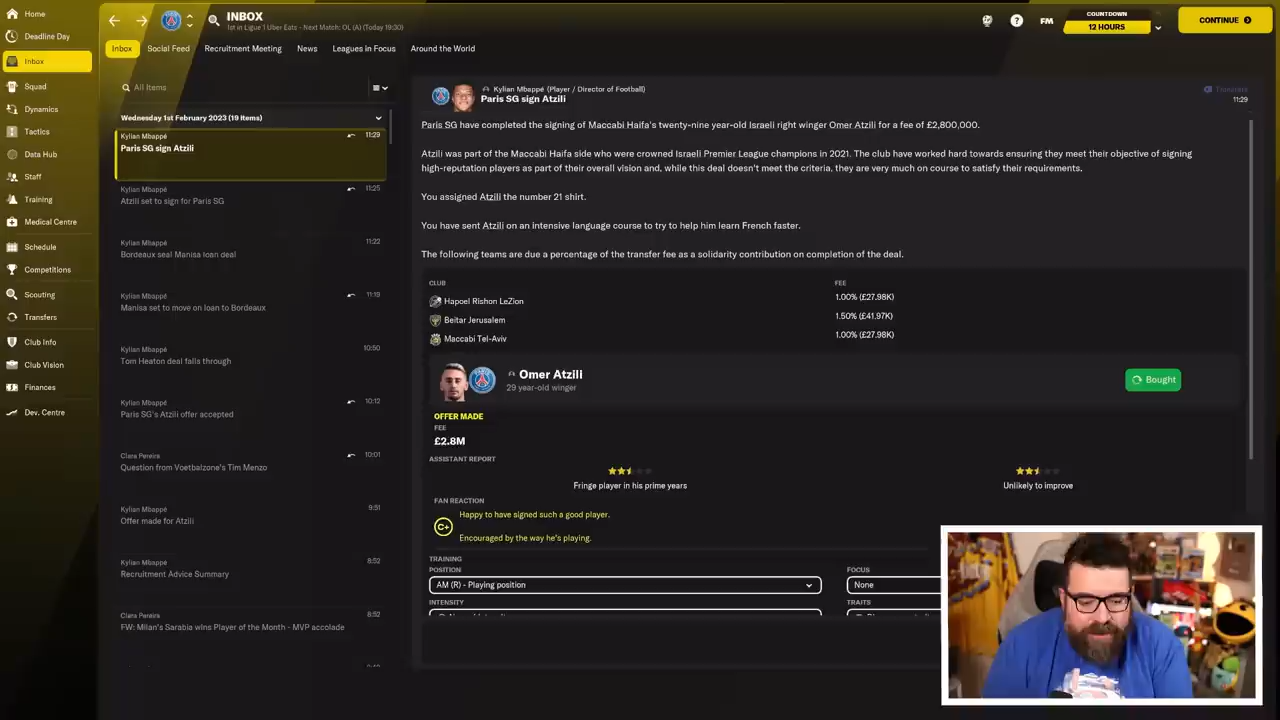 Home
Deadline Day
Inbox
Squad
Dynamics
Tactics
Data Hub
Staff
Training
Medical Centre
Schedule
Competitions
Scouting
Transfers
Club Info
Club Vision
Finances
Dev. Centre
INBOX
1st in Ligue 1 Uber Eats - Next Match: OL (A) (Today 19:30)
FM
COUNTDOWN
12 HOURS
CONTINUE
Inbox Social Feed Recruitment Meeting News Leagues in Focus Around the World
All Items
Wednesday 1st February 2023 (19 Items)
Kylian Mbappé 11:29
Paris SG sign Atzili
Kylian Mbappé 11:25
Atzili set to sign for Paris SG
Kylian Mbappé 11:22
Bordeaux seal Manisa loan deal
Kylian Mbappé 11:19
Manisa set to move on loan to Bordeaux
Kylian Mbappé 10:50
Tom Heaton deal falls through
Kylian Mbappé 10:12
Paris SG's Atzili offer accepted
Clara Pereirs 10:01
Question from Voetbalzone's Tim Menzo
Kylian Mbappé 9:51
Offer made for Atzili
Kylian Mbappé 8:52
Recruitment Advice Summary
Clara Pereirs 8:52
FW: Milan's Sarabia wins Player of the Month - MVP accolade
Kylian Mbappé (Player / Director of Football)
Paris SG sign Atzili
11:29
Paris SG have completed the signing of Maccabi Haifa's twenty-nine year-old Israeli right winger Omer Atzili for a fee of £2,800,000.
Atzili was part of the Maccabi Haifa side who were crowned Israeli Premier League champions in 2021. The club have worked hard towards ensuring they meet their objective of signing
high-reputation players as part of their overall vision and, while this deal doesn't meet the criteria, they are very much on course to satisfy their requirements.
You assigned Atzili the number 21 shirt.
You have sent Atzili on an intensive language course to try to help him learn French faster.
The following teams are due a percentage of the transfer fee as a solidarity contribution on completion of the deal.
CLUB FEE
Hapoel Rishon LeZion 1.00% (£27.98K)
Beitar Jerusalem 1.50% (£41.97K)
Maccabi Tel-Aviv 1.00% (£27.98K)
Omer Atzili
29 year-old winger
Bought
OFFER MADE
FEE
£2.8M
ASSISTANT REPORT
Fringe player in his prime years Unlikely to improve
FAN REACTION
C+
Happy to have signed such a good player.
Encouraged by the way he's playing.
TRAINING
POSITION FOCUS
AM (R) - Playing position None
INTENSITY TRAITS